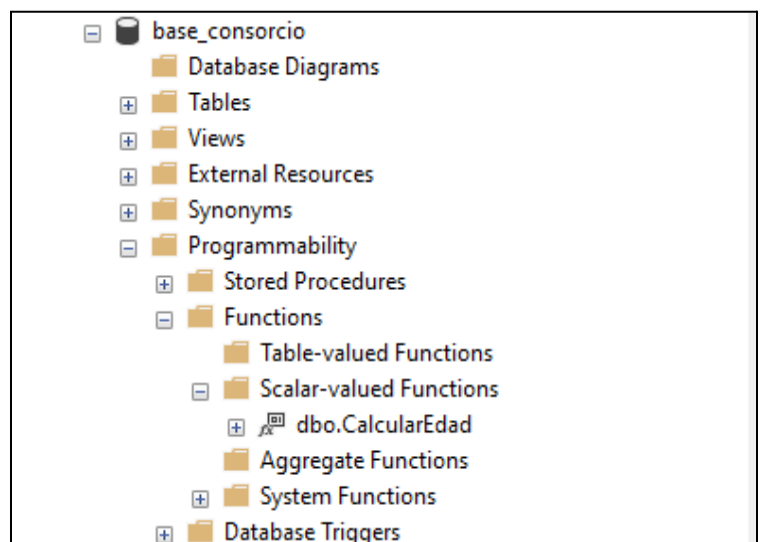 base_consorcio
Database Diagrams
Tables
Views
External Resources
Synonyms
Programmability
Stored Procedures
Functions
Table-valued Functions
Scalar-valued Functions
dbo.CalcularEdad
Aggregate Functions
System Functions
Database Triggers